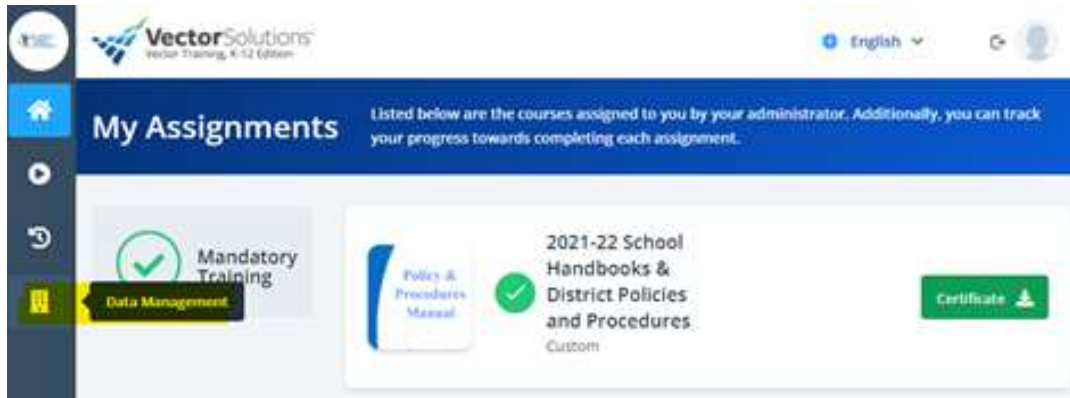 VectorSolutions
Vector Training, K-12 Edition
English
My Assignments
Listed below are the courses assigned to you by your administrator. Additionally, you can track
your progress towards completing each assignment.
Mandatory
Training
Data Management
Policy &
Procedures
Manual
2021-22 School
Handbooks &
District Policies
and Procedures
Custom
Certificate